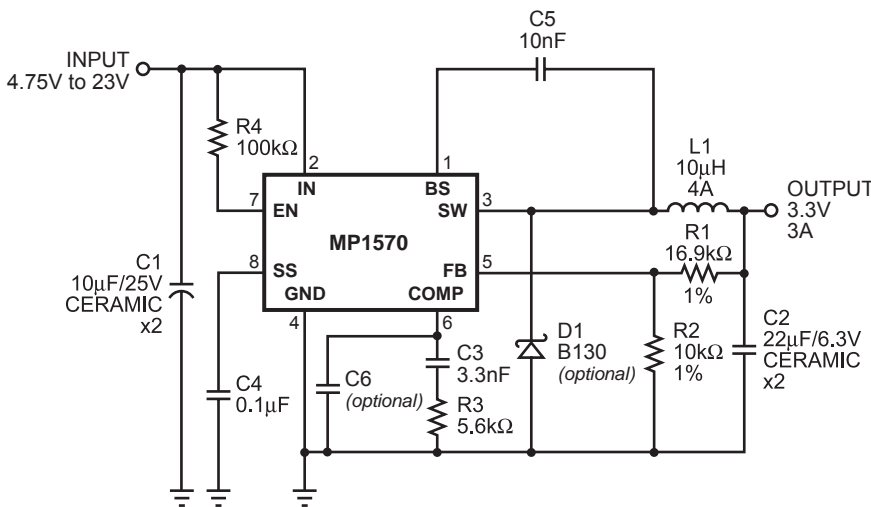 C5
10nF
INPUT
4.75V to 23V
R4
100kΩ
2
1
IN
BS
7
EN
SW
3
L1
10µH
4A
OUTPUT
3.3V
3A
MP1570
R1
16.9kΩ
1%
8
SS
FB
5
GND
COMP
4
6
C1
10µF/25V
CERAMIC
x2
C4
0.1µF
C6
(optional)
C3
3.3nF
R3
5.6kΩ
D1
B130
(optional)
R2
10kΩ
1%
C2
22µF/6.3V
CERAMIC
x2